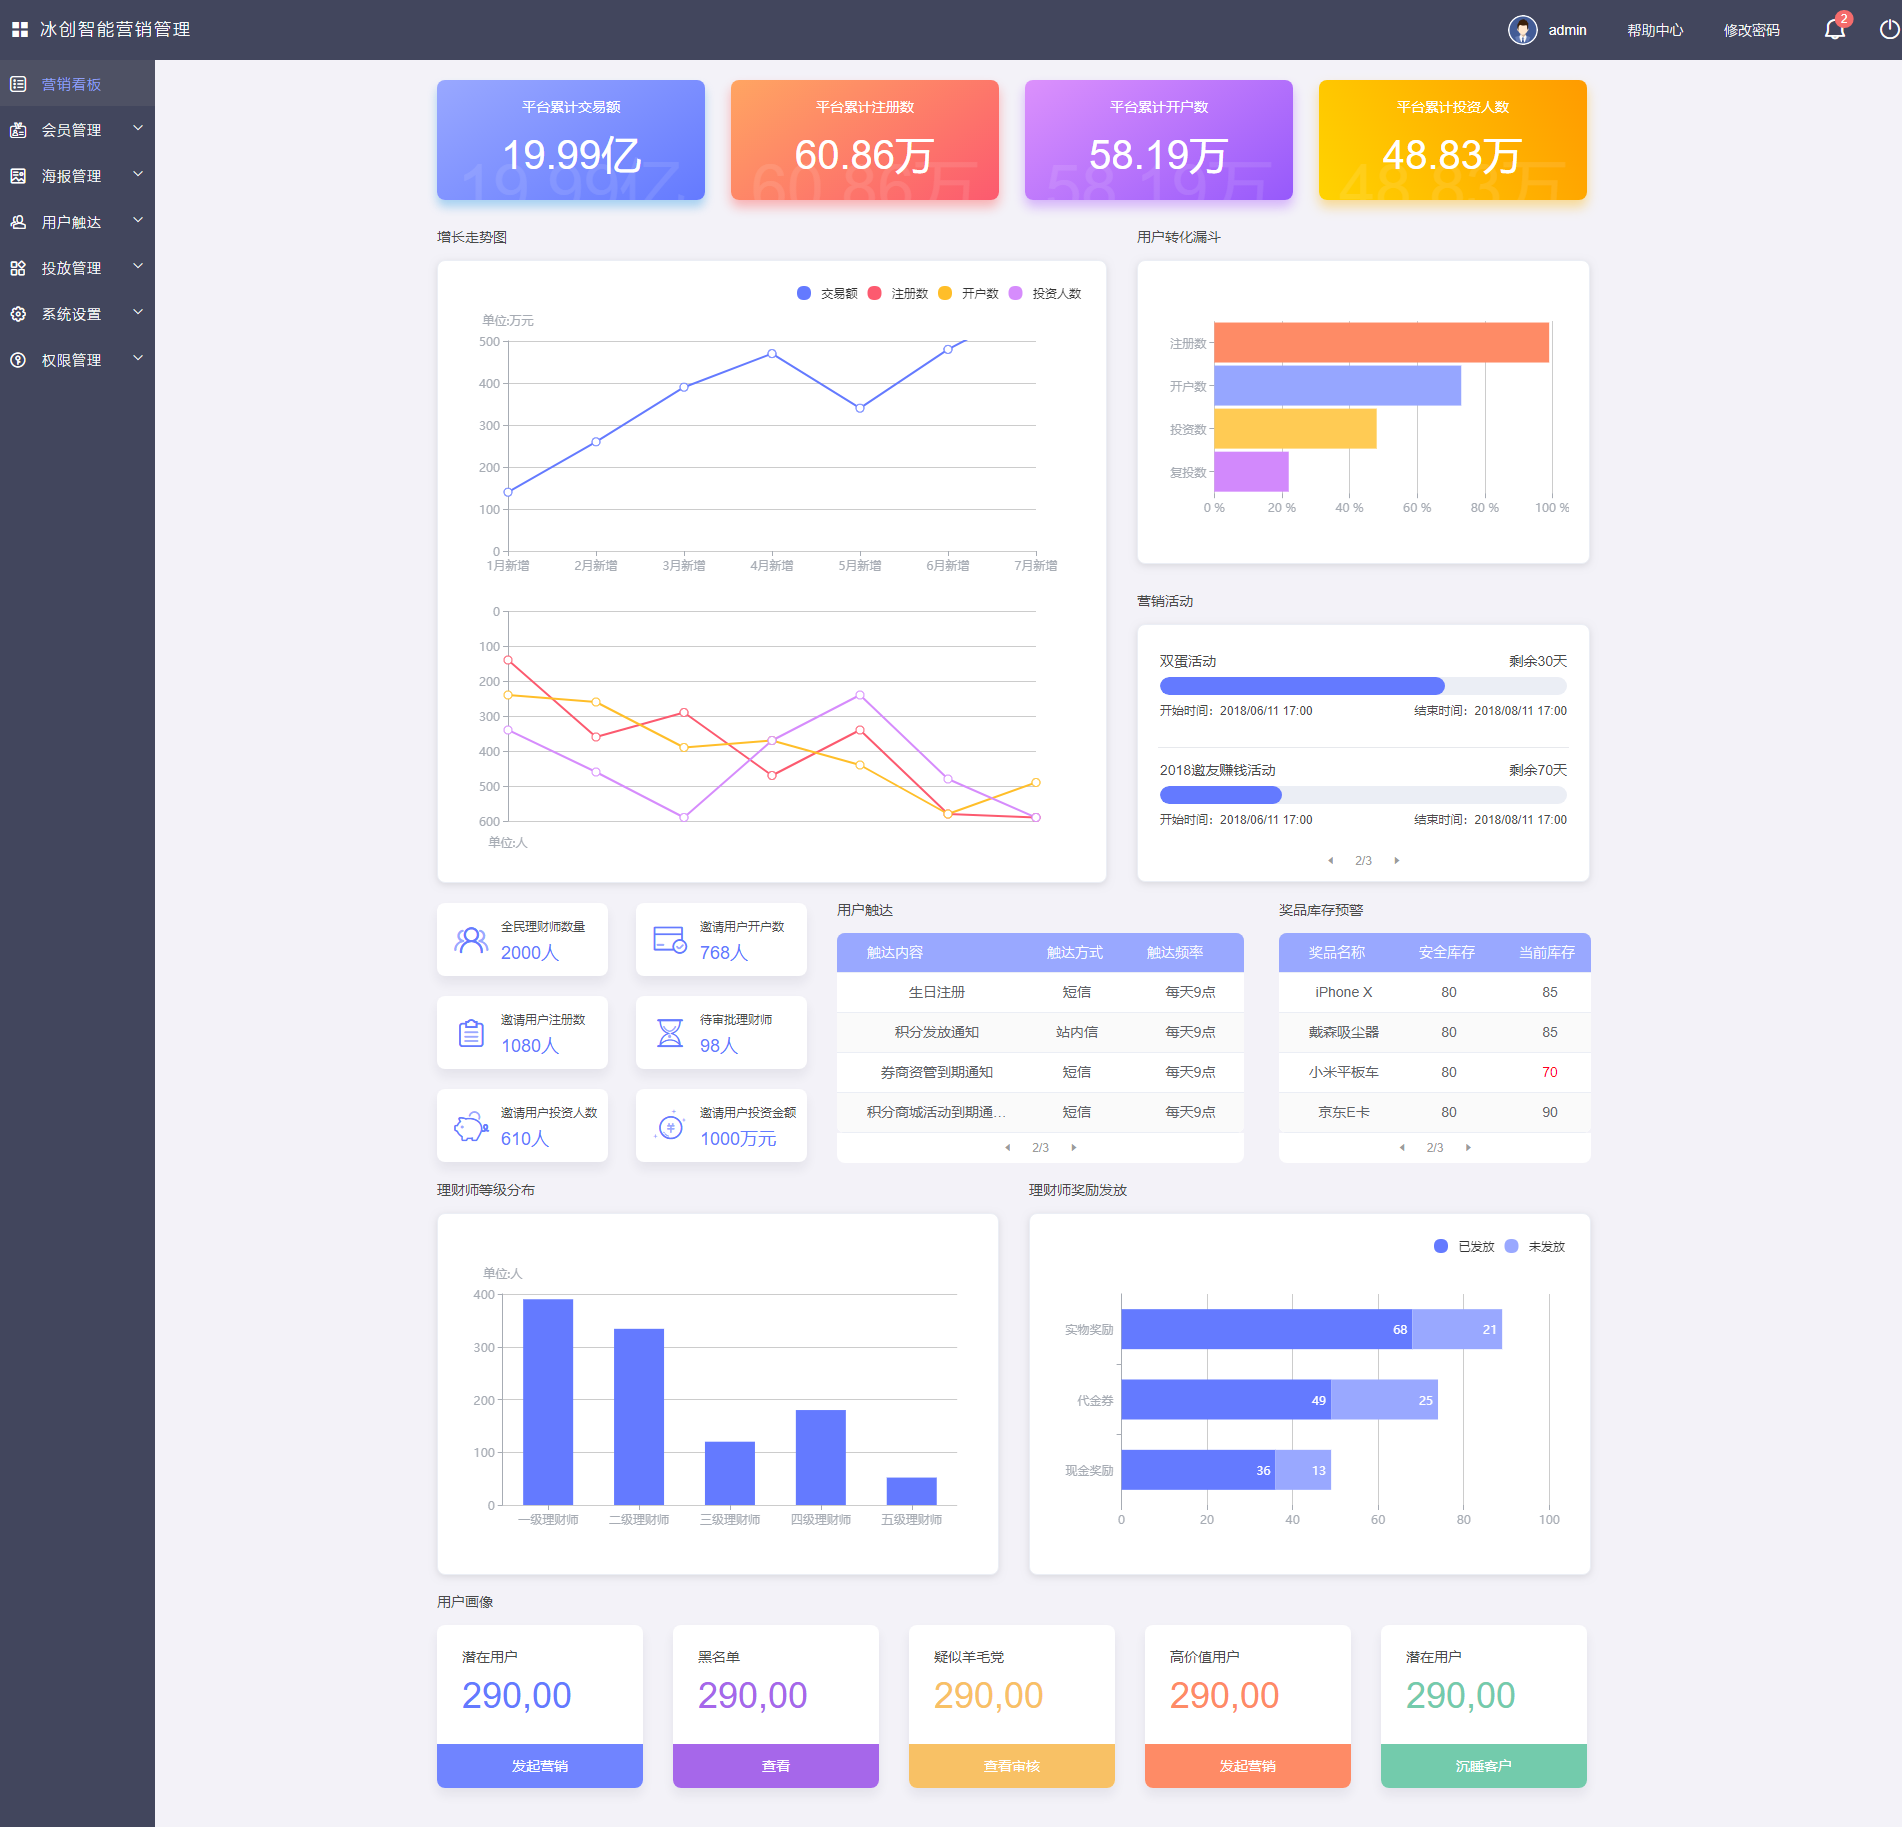 冰创智能营销管理
admin
帮助中心
修改密码
2
营销看板
会员管理
海报管理
用户触达
投放管理
系统设置
权限管理
平台累计交易额
19.99亿
平台累计注册数
60.86万
平台累计开户数
58.19万
平台累计投资人数
48.83万
增长走势图
交易额 注册数 开户数 投资人数
单位:万元
500
400
300
200
100
0
1月新增 2月新增 3月新增 4月新增 5月新增 6月新增 7月新增
0
100
200
300
400
500
600
单位:人
用户转化漏斗
注册数
开户数
投资数
复投数
0 % 20 % 40 % 60 % 80 % 100 %
营销活动
双蛋活动 剩余30天
开始时间：2018/06/11 17:00 结束时间：2018/08/11 17:00
2018邀友赚钱活动 剩余70天
开始时间：2018/06/11 17:00 结束时间：2018/08/11 17:00
2/3
全民理财师数量
2000人
邀请用户开户数
768人
邀请用户注册数
1080人
待审批理财师
98人
邀请用户投资人数
610人
邀请用户投资金额
1000万元
用户触达
触达内容 触达方式 触达频率
生日注册 短信 每天9点
积分发放通知 站内信 每天9点
券商资管到期通知 短信 每天9点
积分商城活动到期通... 短信 每天9点
2/3
奖品库存预警
奖品名称 安全库存 当前库存
iPhone X 80 85
戴森吸尘器 80 85
小米平板车 80 70
京东E卡 80 90
2/3
理财师等级分布
单位:人
400
300
200
100
0
一级理财师 二级理财师 三级理财师 四级理财师 五级理财师
理财师奖励发放
已发放 未发放
实物奖励 68 21
代金券 49 25
现金奖励 36 13
0 20 40 60 80 100
用户画像
潜在用户
290,00
发起营销
黑名单
290,00
查看
疑似羊毛党
290,00
查看审核
高价值用户
290,00
发起营销
潜在用户
290,00
沉睡客户